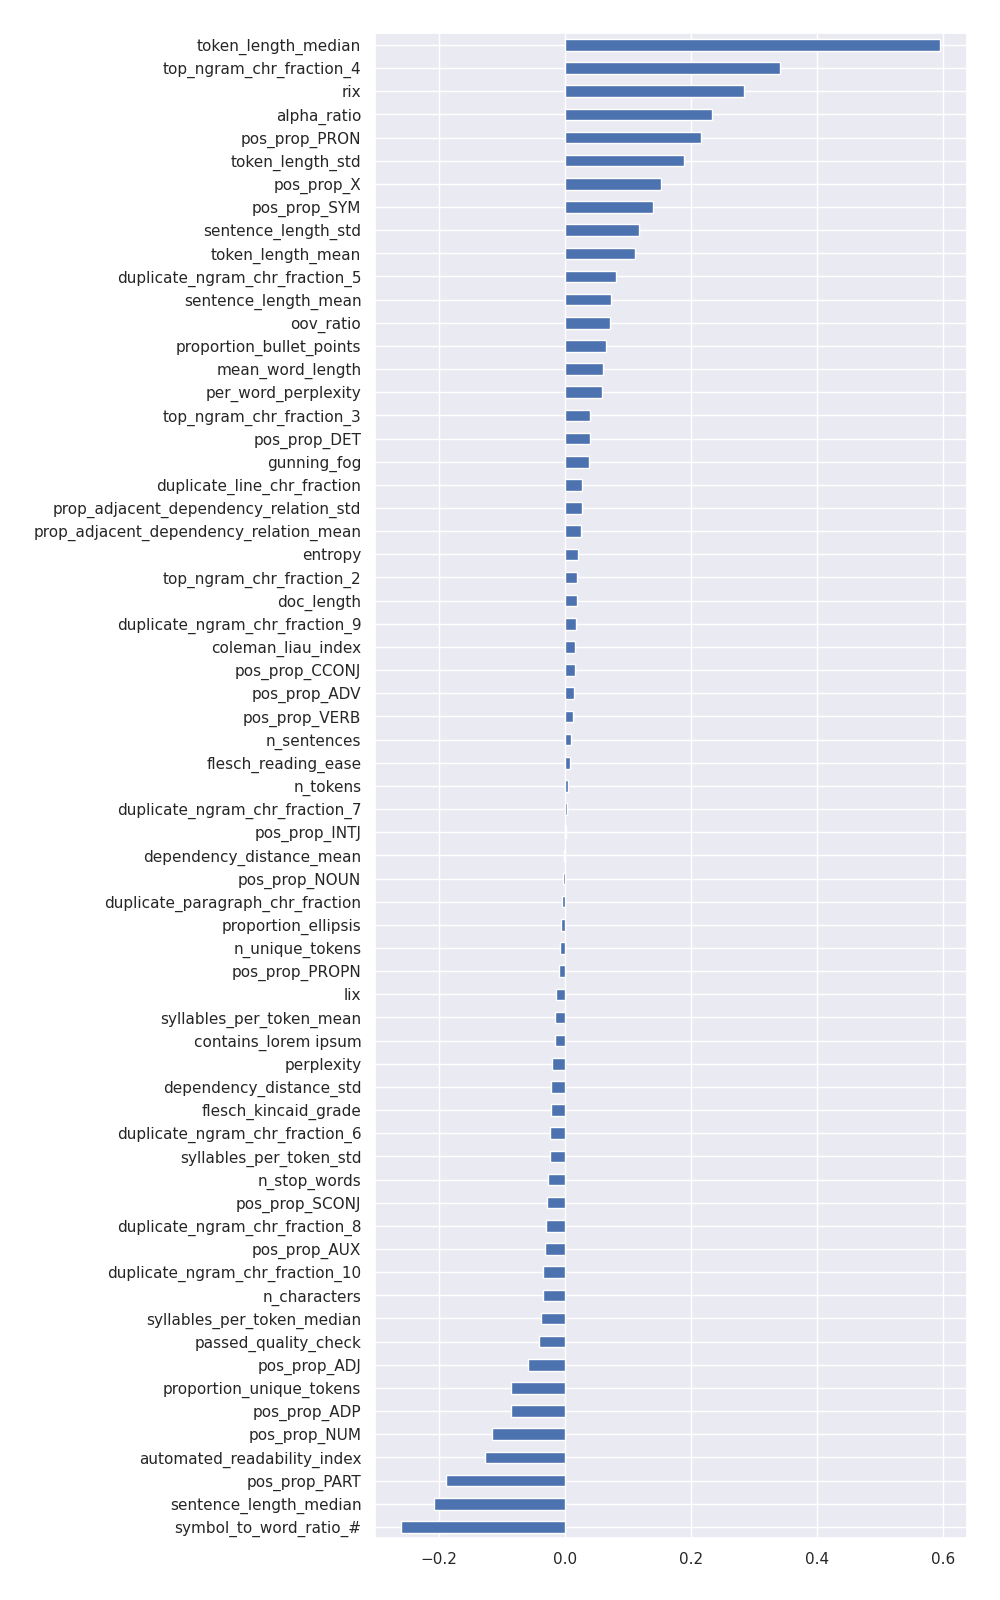 token_length_median
top_ngram_chr_fraction_4
rix
alpha_ratio
pos_prop_PRON
token_length_std
pos_prop_X
pos_prop_SYM
sentence_length_std
token_length_mean
duplicate_ngram_chr_fraction_5
sentence_length_mean
oov_ratio
proportion_bullet_points
mean_word_length
per_word_perplexity
top_ngram_chr_fraction_3
pos_prop_DET
gunning_fog
duplicate_line_chr_fraction
prop_adjacent_dependency_relation_std
prop_adjacent_dependency_relation_mean
entropy
top_ngram_chr_fraction_2
doc_length
duplicate_ngram_chr_fraction_9
coleman_liau_index
pos_prop_CCONJ
pos_prop_ADV
pos_prop_VERB
n_sentences
flesch_reading_ease
n_tokens
duplicate_ngram_chr_fraction_7
pos_prop_INTJ
dependency_distance_mean
pos_prop_NOUN
duplicate_paragraph_chr_fraction
proportion_ellipsis
n_unique_tokens
pos_prop_PROPN
lix
syllables_per_token_mean
contains_lorem ipsum
perplexity
dependency_distance_std
flesch_kincaid_grade
duplicate_ngram_chr_fraction_6
syllables_per_token_std
n_stop_words
pos_prop_SCONJ
duplicate_ngram_chr_fraction_8
pos_prop_AUX
duplicate_ngram_chr_fraction_10
n_characters
syllables_per_token_median
passed_quality_check
pos_prop_ADJ
proportion_unique_tokens
pos_prop_ADP
pos_prop_NUM
automated_readability_index
pos_prop_PART
sentence_length_median
symbol_to_word_ratio_#
−0.2 0.0 0.2 0.4 0.6